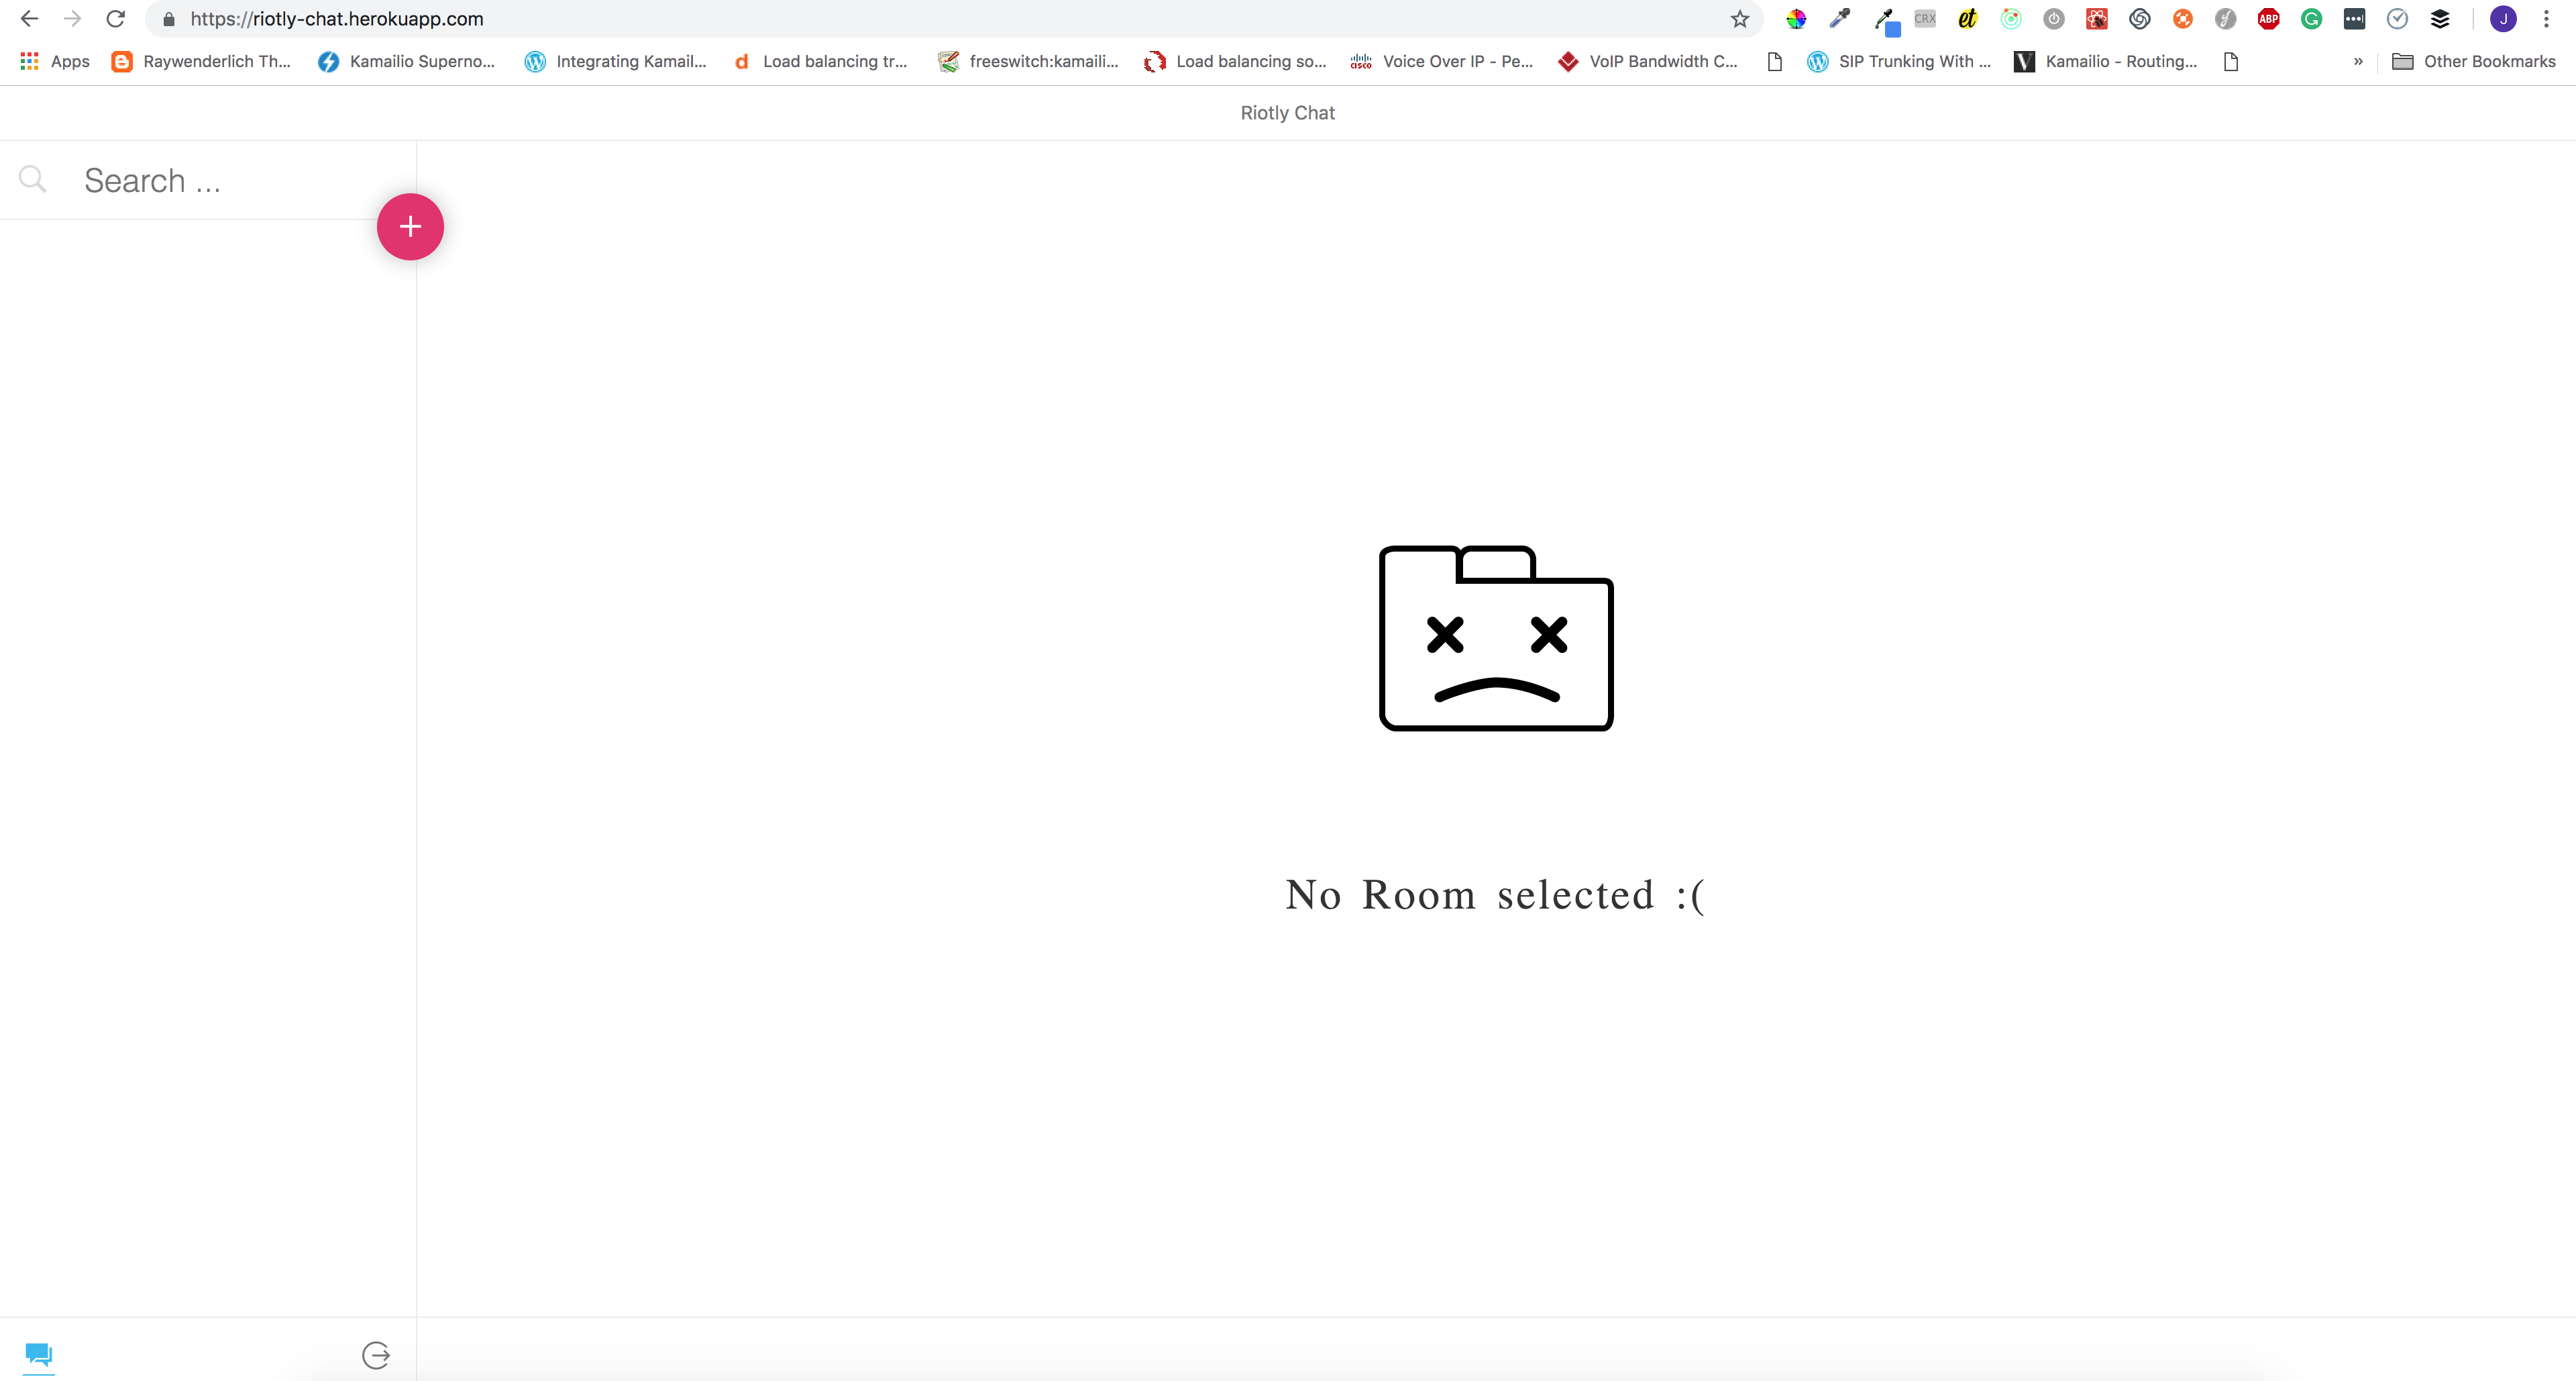 https://riotly-chat.herokuapp.com
CRX
et
ABP
J
Apps
Raywenderlich Th...
Kamailio Superno...
Integrating Kamail...
d
Load balancing tr...
freeswitch:kamaili...
Load balancing so...
cisco
Voice Over IP - Pe...
VoIP Bandwidth C...
SIP Trunking With ...
V
Kamailio - Routing...
»
Other Bookmarks
Riotly Chat
Search ...
+
No Room selected :(